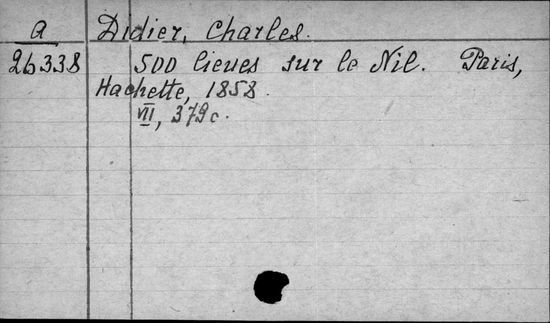 A Didier, Charles.
26338 500 lieues sur le Nil. Paris,
Hachette, 1858.
VII, 379 c.